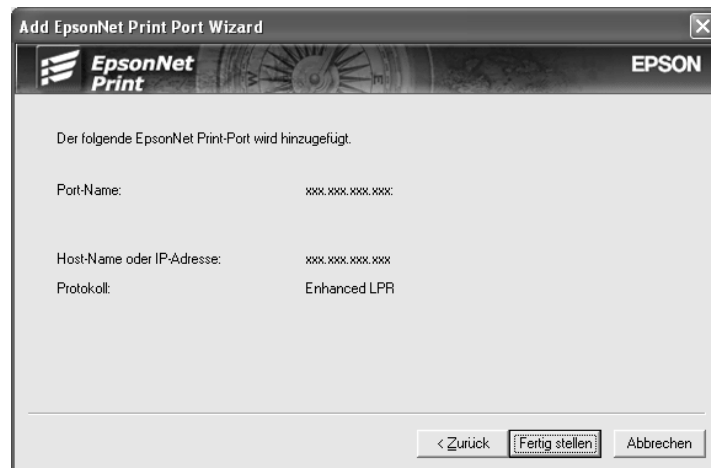 Add EpsonNet Print Port Wizard
EpsonNet
Print
EPSON
Der folgende EpsonNet Print-Port wird hinzugefügt.
Port-Name: xxx.xxx.xxx.xxx:
Host-Name oder IP-Adresse: xxx.xxx.xxx.xxx
Protokoll: Enhanced LPR
< Zurück Fertig stellen Abbrechen